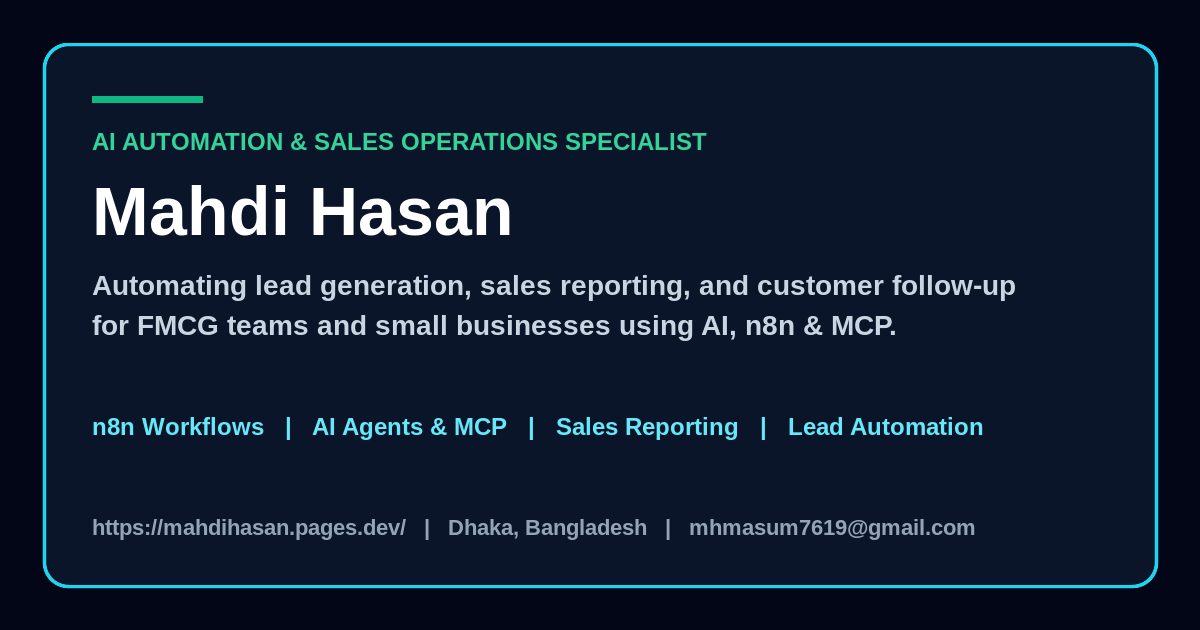 AI AUTOMATION & SALES OPERATIONS SPECIALIST
Mahdi Hasan
Automating lead generation, sales reporting, and customer follow-up
for FMCG teams and small businesses using AI, n8n & MCP.
n8n Workflows | AI Agents & MCP | Sales Reporting | Lead Automation
https://mahdihasan.pages.dev/ | Dhaka, Bangladesh | mhmasum7619@gmail.com